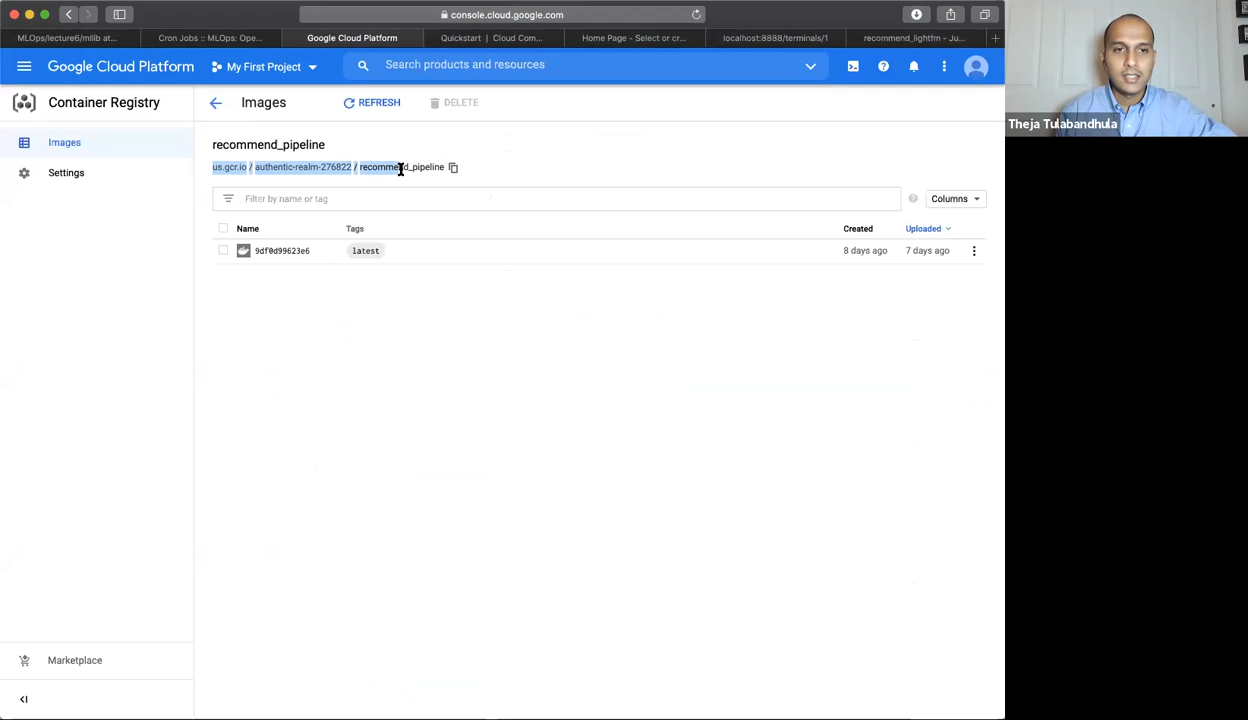 console.cloud.google.com
MLOps/lecture6/mllib at...
Cron Jobs :: MLOps: Ope...
Google Cloud Platform
Quickstart | Cloud Com...
Home Page - Select or cr...
localhost:8888/terminals/1
recommend_lightfm - Ju...
Google Cloud Platform
My First Project
Search products and resources
Container Registry
Images
REFRESH
DELETE
Images
Settings
recommend_pipeline
us.gcr.io / authentic-realm-276822 / recommend_pipeline
Filter by name or tag
Columns
Name Tags Created Uploaded
9df0d99623e6 latest 8 days ago 7 days ago
Marketplace
Theja Tulabandhula